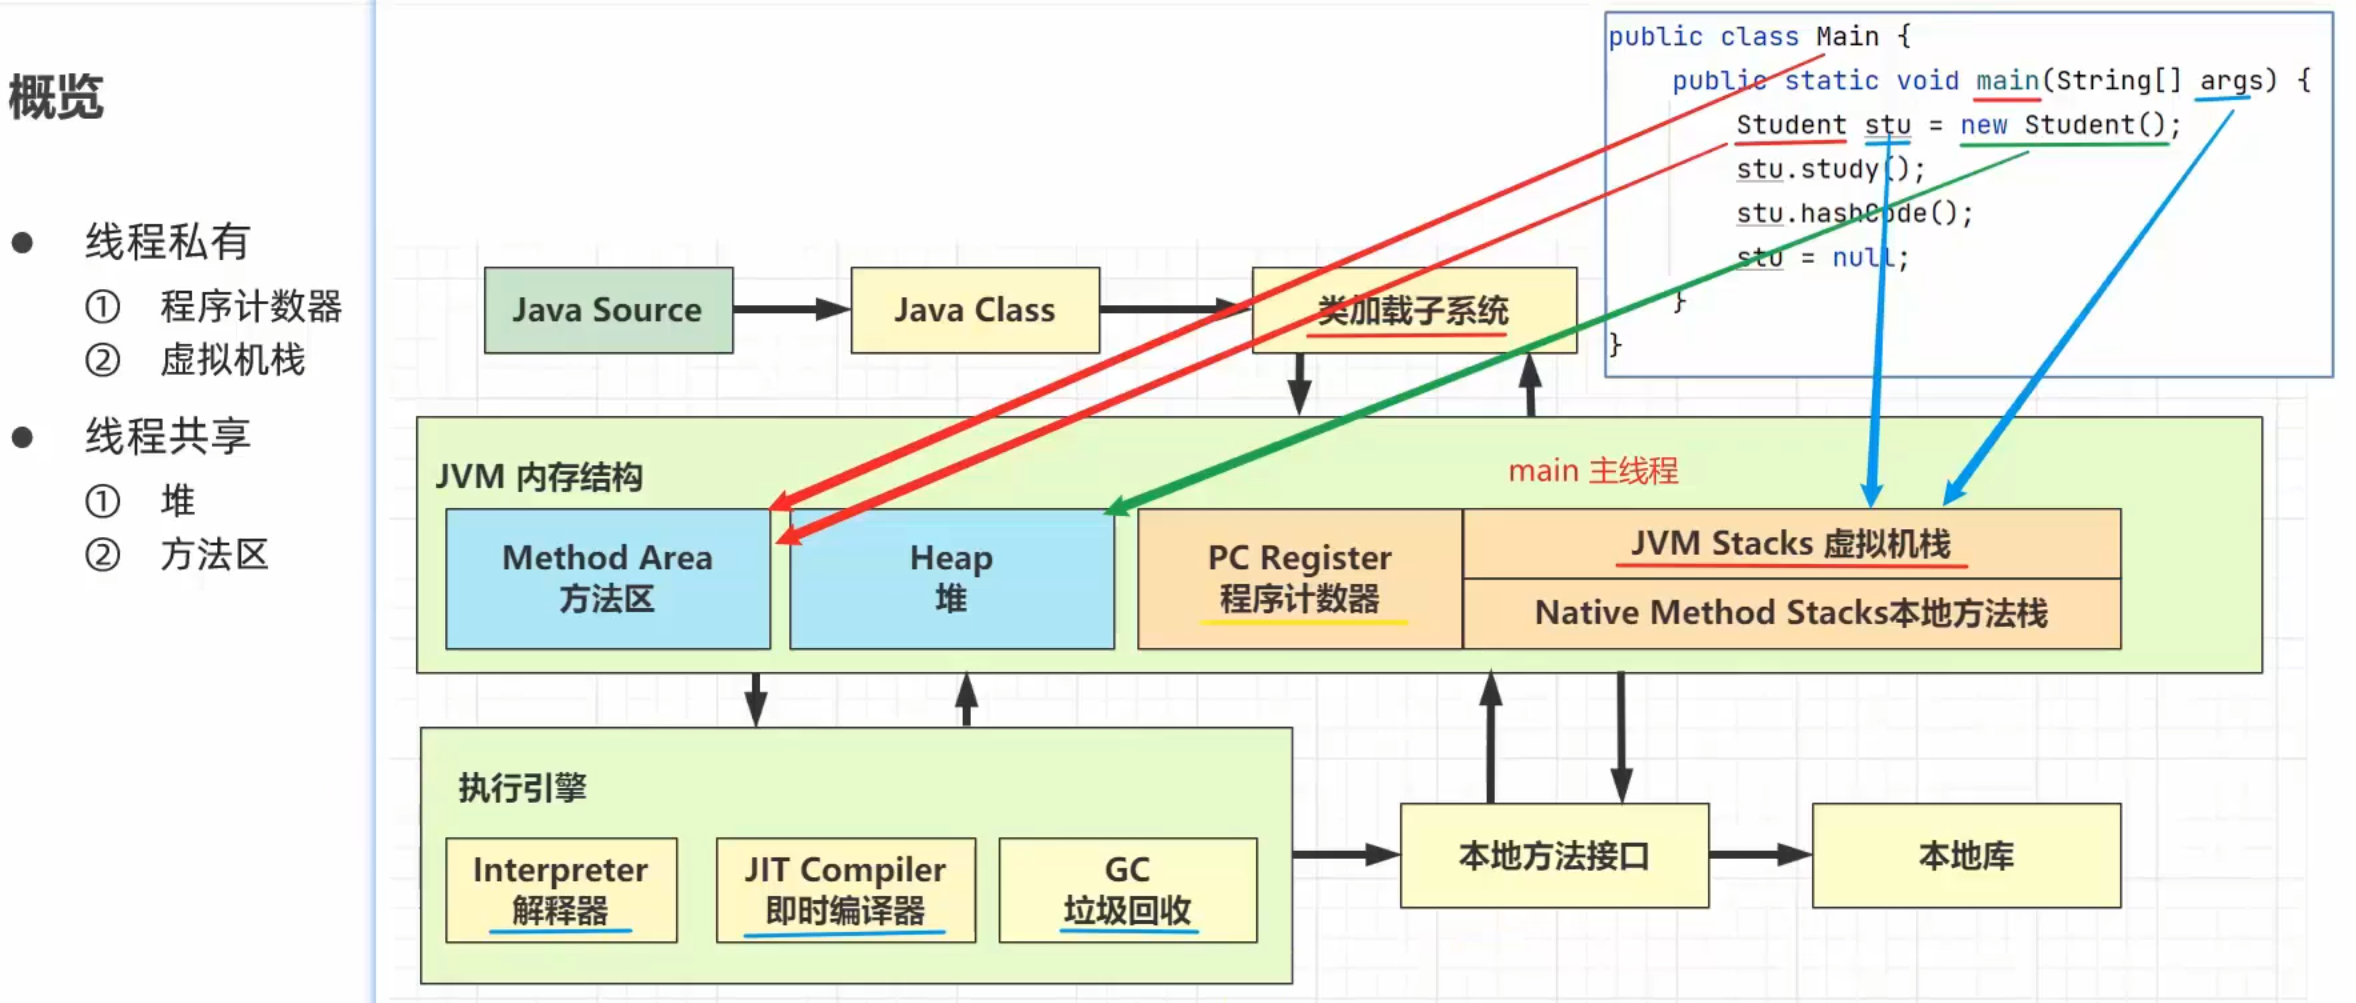 概览
● 线程私有
① 程序计数器
② 虚拟机栈
● 线程共享
① 堆
② 方法区
public class Main {
public static void main(String[] args) {
Student stu = new Student();
stu.study();
stu.hashCode();
stu = null;
}
}
Java Source
Java Class
类加载子系统
JVM 内存结构
main 主线程
Method Area
方法区
Heap
堆
PC Register
程序计数器
JVM Stacks 虚拟机栈
Native Method Stacks本地方法栈
执行引擎
Interpreter
解释器
JIT Compiler
即时编译器
GC
垃圾回收
本地方法接口
本地库